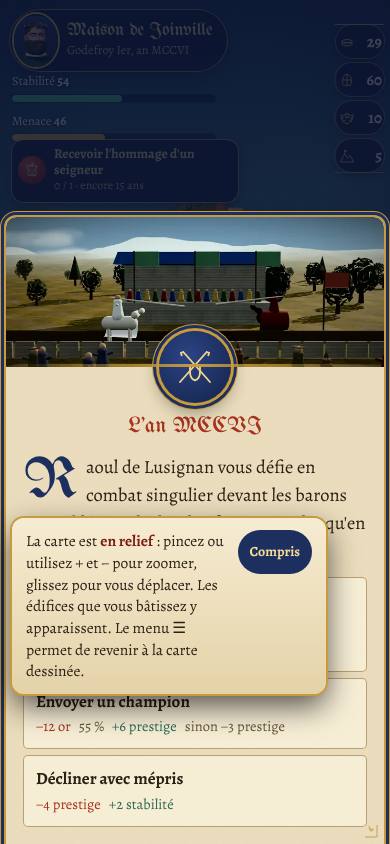 Maison de Joinville
Godefroy Ier, an MCCVI
Stabilité 54
Menace 46
29
60
10
5
Recevoir l'hommage d'un
seigneur
0 / 1 · encore 15 ans
L'an MCCVI
Raoul de Lusignan vous défie en
combat singulier devant les barons
qu'en
La carte est en relief : pincez ou
utilisez + et – pour zoomer,
glissez pour vous déplacer. Les
édifices que vous bâtissez y
apparaissent. Le menu ☰
permet de revenir à la carte
dessinée.
Compris
Envoyer un champion
–12 or 55 % +6 prestige sinon –3 prestige
Décliner avec mépris
–4 prestige +2 stabilité